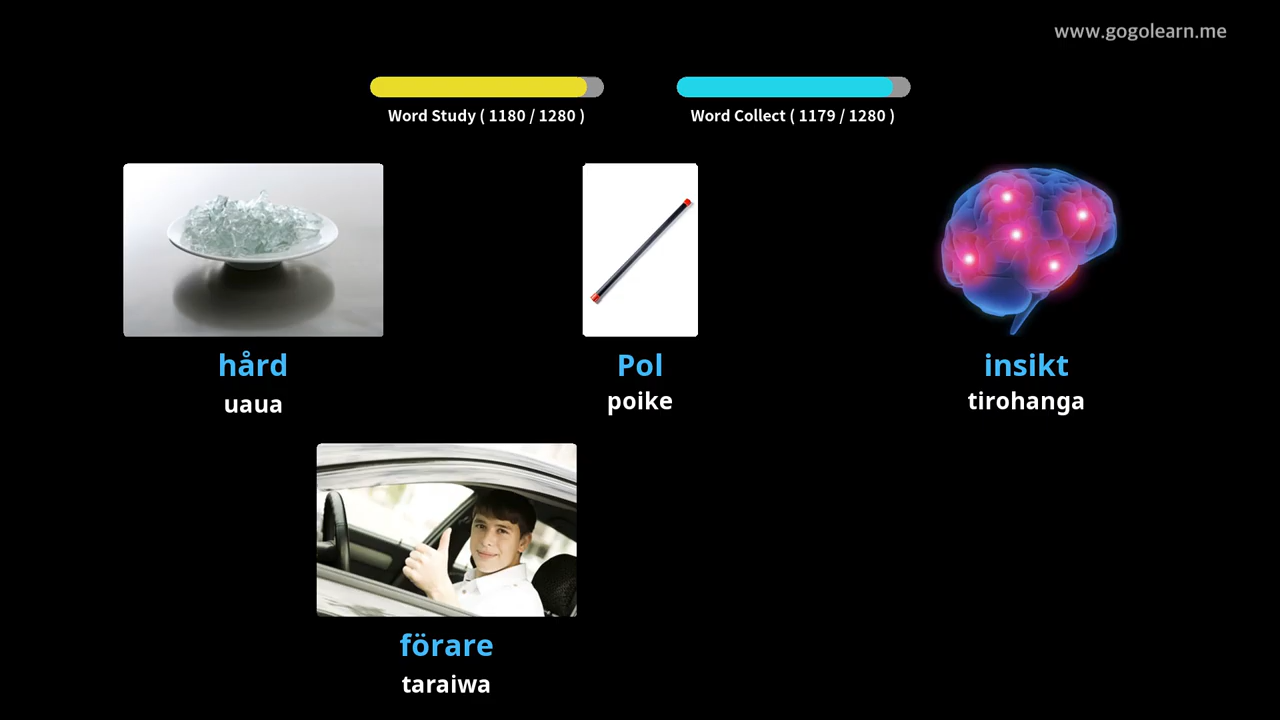 www.gogolearn.me
Word Study ( 1180 / 1280 )
Word Collect ( 1179 / 1280 )
hård
uaua
Pol
poike
insikt
tirohanga
förare
taraiwa